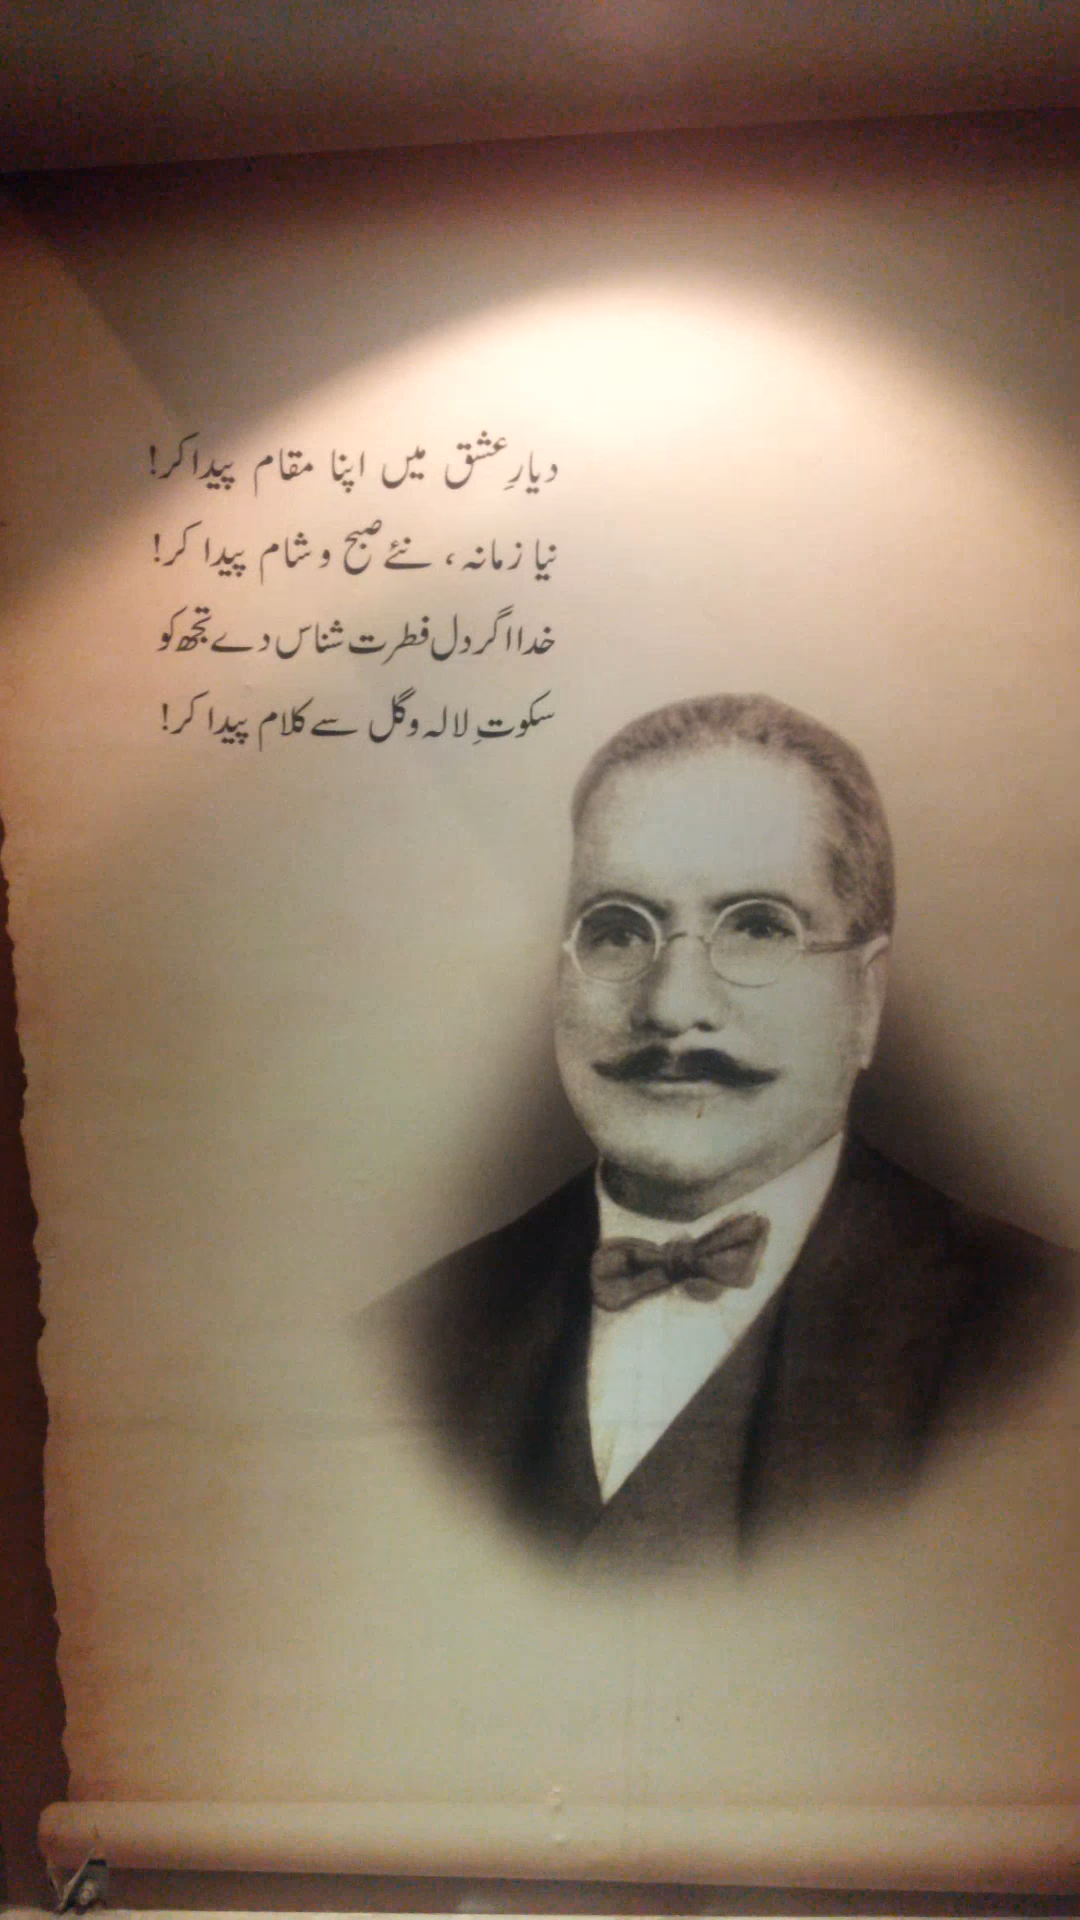 دیارِ عشق میں اپنا مقام پیدا کر!
نیا زمانہ، نئے صبح و شام پیدا کر!
خدا اگر دل فطرت شناس دے تجھ کو
سکوتِ لالہ و گل سے کلام پیدا کر!